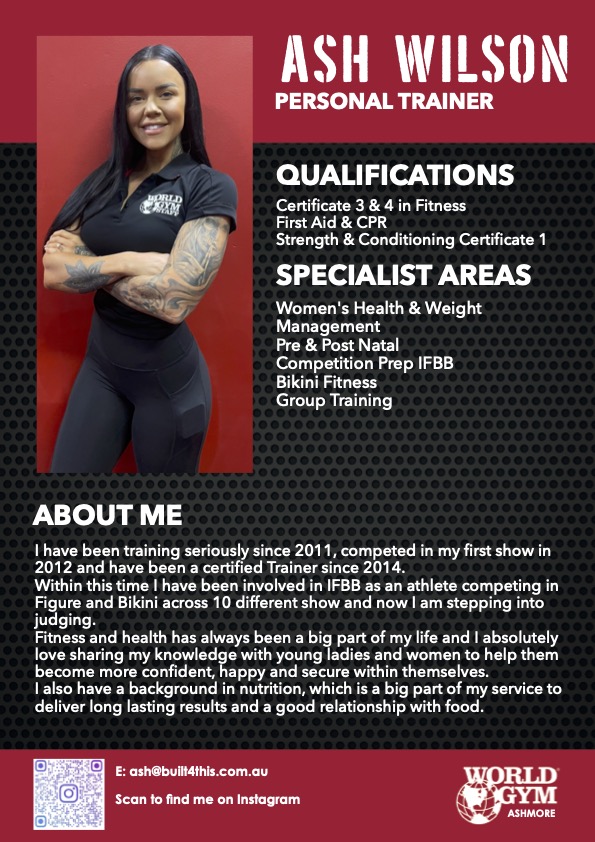 ASH WILSON
PERSONAL TRAINER
WORLD
GYM
STAFF
QUALIFICATIONS
Certificate 3 & 4 in Fitness
First Aid & CPR
Strength & Conditioning Certificate 1
SPECIALIST AREAS
Women's Health & Weight
Management
Pre & Post Natal
Competition Prep IFBB
Bikini Fitness
Group Training
ABOUT ME
I have been training seriously since 2011, competed in my first show in
2012 and have been a certified Trainer since 2014.
Within this time I have been involved in IFBB as an athlete competing in
Figure and Bikini across 10 different show and now I am stepping into
judging.
Fitness and health has always been a big part of my life and I absolutely
love sharing my knowledge with young ladies and women to help them
become more confident, happy and secure within themselves.
I also have a background in nutrition, which is a big part of my service to
deliver long lasting results and a good relationship with food.
E: ash@built4this.com.au
Scan to find me on Instagram
WORLD
GYM
ASHMORE